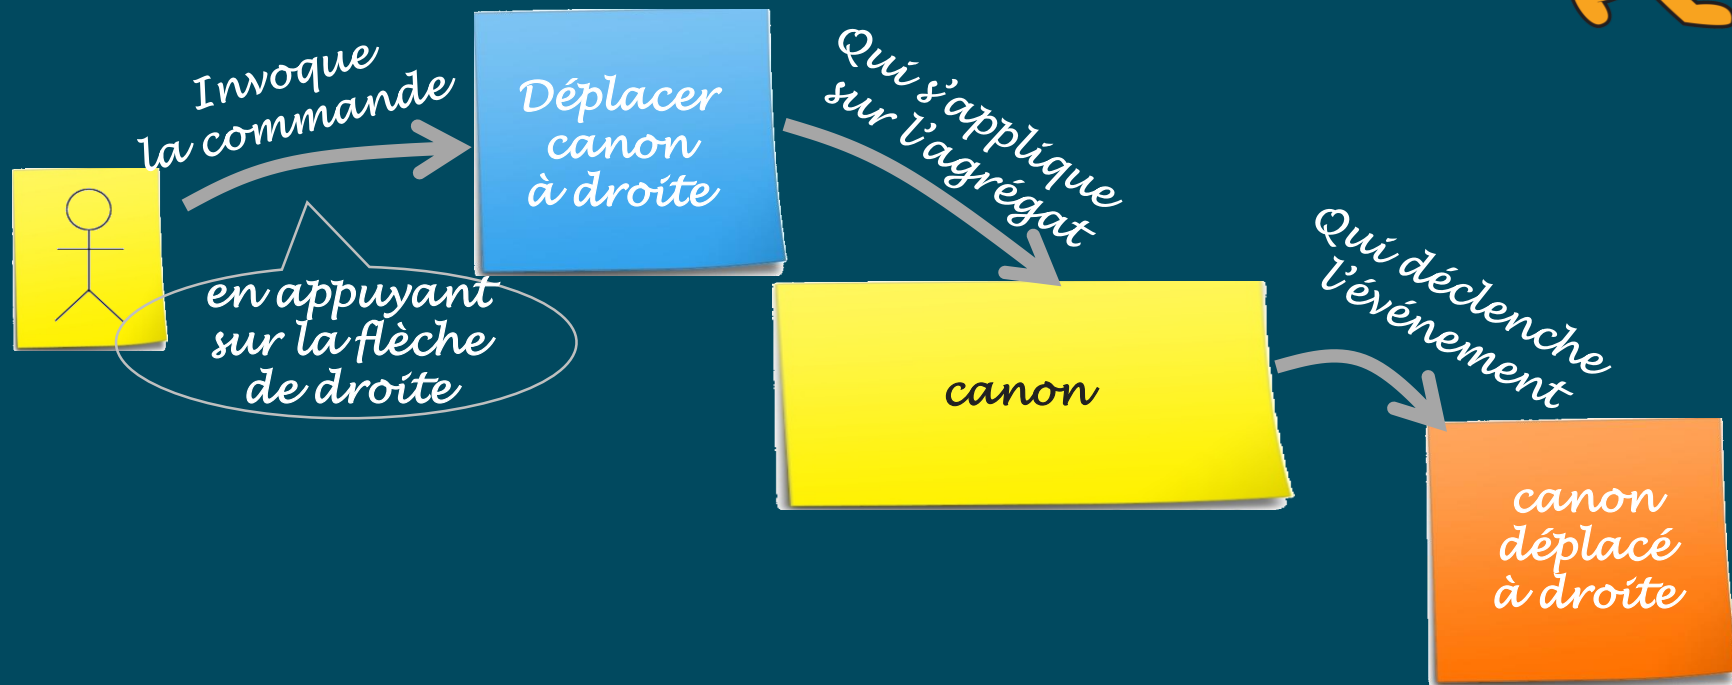 Invoque
la commande
Déplacer
canon
à droite
Qui s'applique
sur l'agrégat
en appuyant
sur la flèche
de droite
canon
Qui déclenche
l'événement
canon
déplacé
à droite